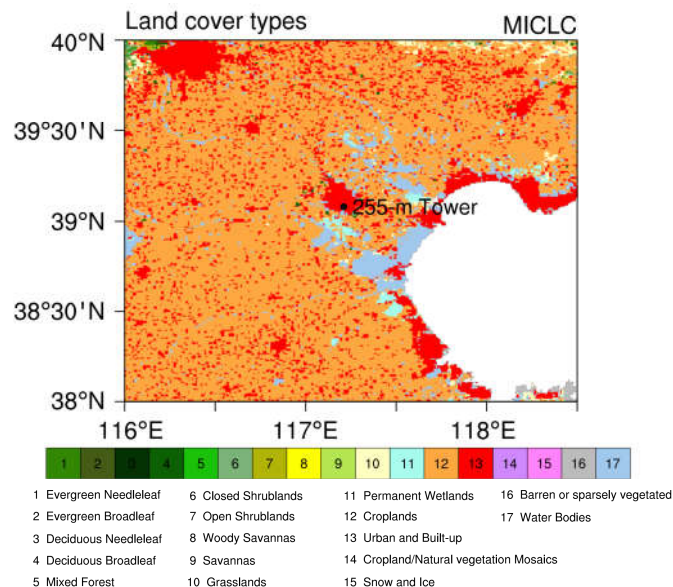 Land cover types MICLC
40°N
39°30'N
39°N
38°30'N
38°N
255-m Tower
116°E 117°E 118°E
1 2 3 4 5 6 7 8 9 10 11 12 13 14 15 16 17
1 Evergreen Needleleaf 6 Closed Shrublands 11 Permanent Wetlands 16 Barren or sparsely vegetated
2 Evergreen Broadleaf 7 Open Shrublands 12 Croplands 17 Water Bodies
3 Deciduous Needleleaf 8 Woody Savannas 13 Urban and Built-up
4 Deciduous Broadleaf 9 Savannas 14 Cropland/Natural vegetation Mosaics
5 Mixed Forest 10 Grasslands 15 Snow and Ice